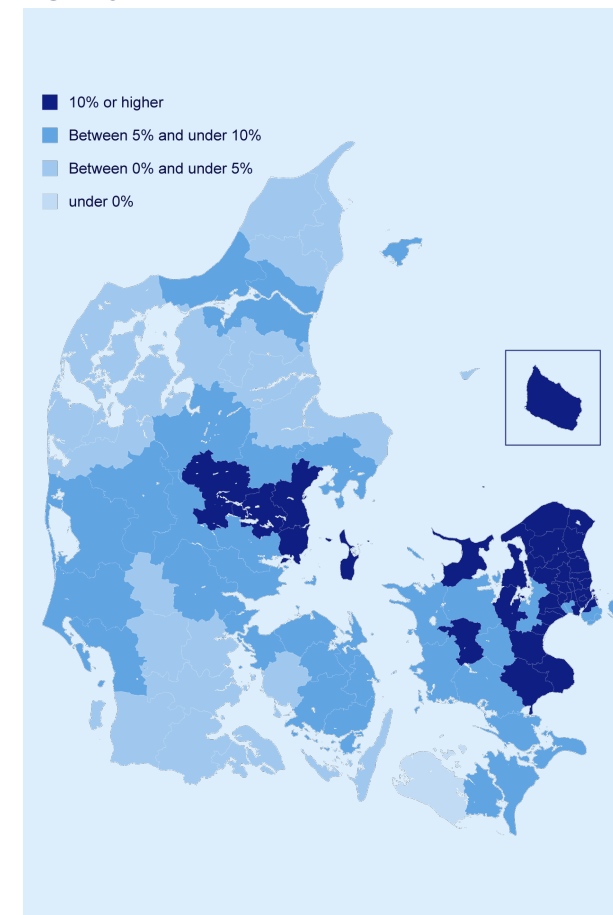 10% or higher
Between 5% and under 10%
Between 0% and under 5%
under 0%